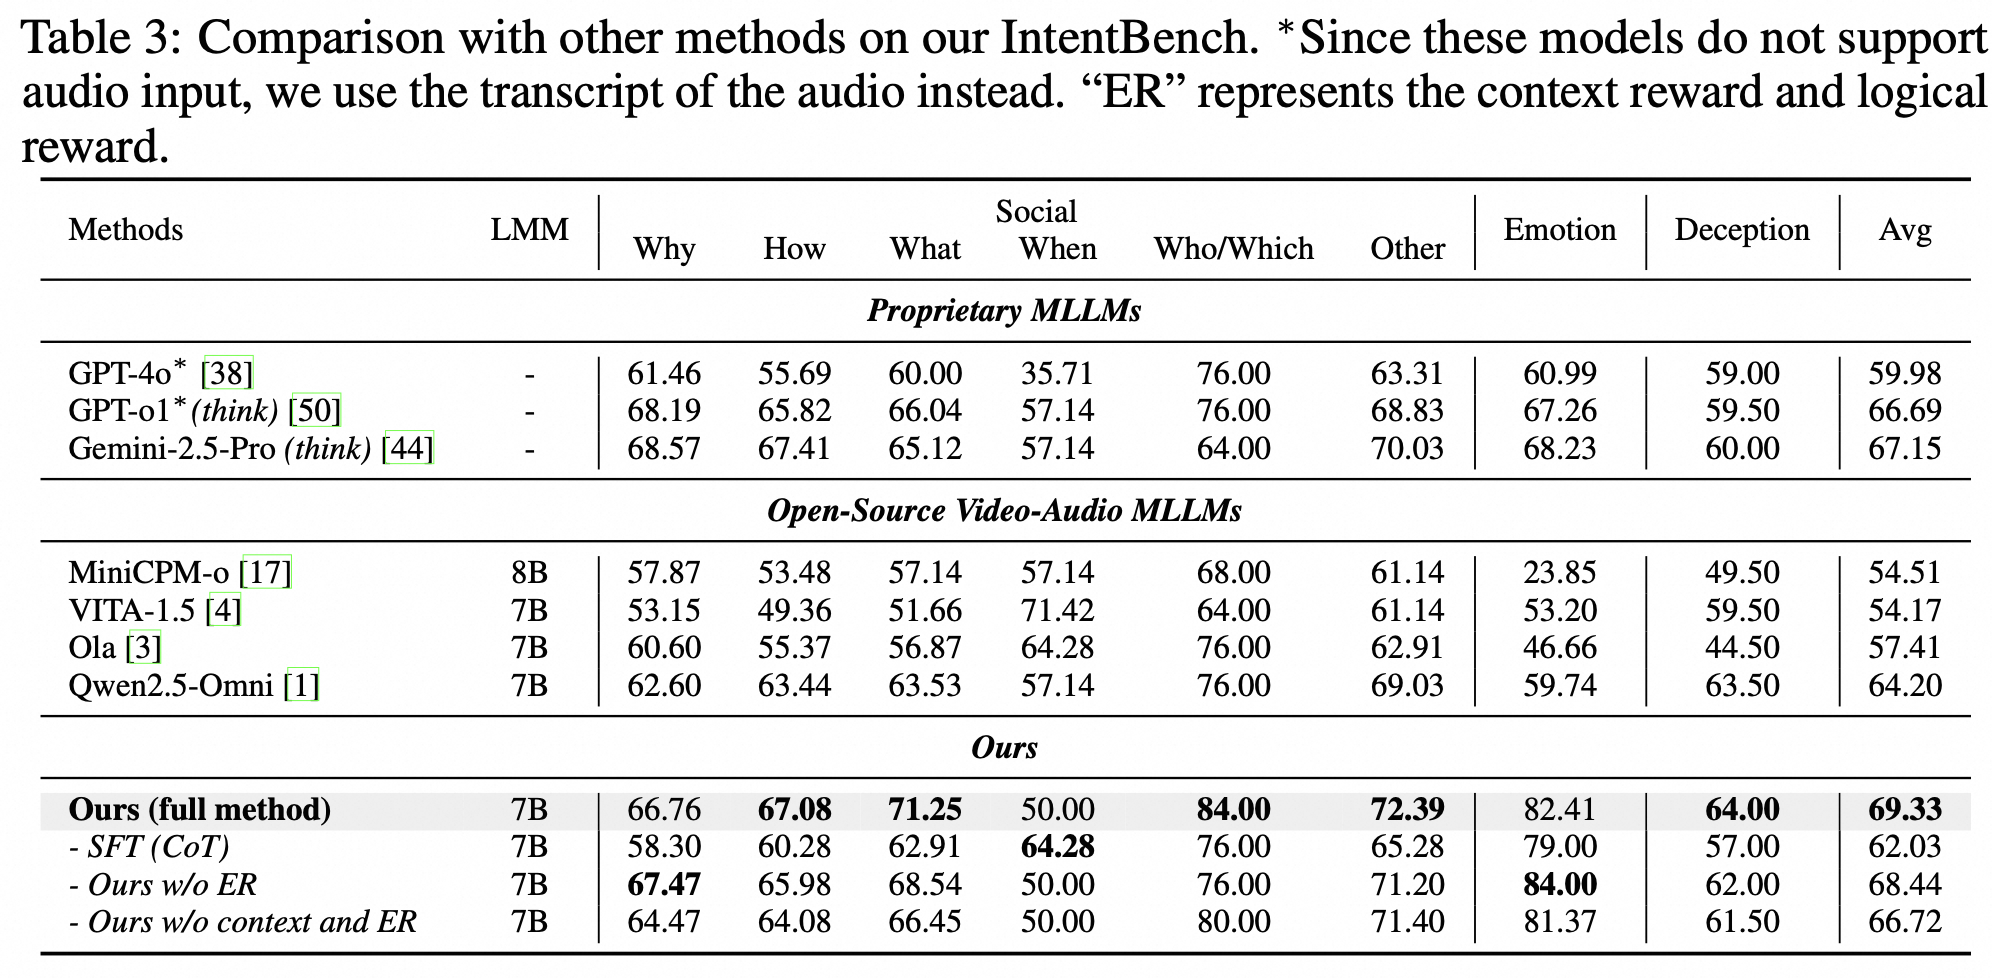 Table 3: Comparison with other methods on our IntentBench. *Since these models do not support
audio input, we use the transcript of the audio instead. “ER” represents the context reward and logical
reward.
Methods LMM Social Emotion Deception Avg
Why How What When Who/Which Other
Proprietary MLLMs
GPT-4o* [38] - 61.46 55.69 60.00 35.71 76.00 63.31 60.99 59.00 59.98
GPT-o1* (think) [50] - 68.19 65.82 66.04 57.14 76.00 68.83 67.26 59.50 66.69
Gemini-2.5-Pro (think) [44] - 68.57 67.41 65.12 57.14 64.00 70.03 68.23 60.00 67.15
Open-Source Video-Audio MLLMs
MiniCPM-o [17] 8B 57.87 53.48 57.14 57.14 68.00 61.14 23.85 49.50 54.51
VITA-1.5 [4] 7B 53.15 49.36 51.66 71.42 64.00 61.14 53.20 59.50 54.17
Ola [3] 7B 60.60 55.37 56.87 64.28 76.00 62.91 46.66 44.50 57.41
Qwen2.5-Omni [1] 7B 62.60 63.44 63.53 57.14 76.00 69.03 59.74 63.50 64.20
Ours
Ours (full method) 7B 66.76 67.08 71.25 50.00 84.00 72.39 82.41 64.00 69.33
- SFT (CoT) 7B 58.30 60.28 62.91 64.28 76.00 65.28 79.00 57.00 62.03
- Ours w/o ER 7B 67.47 65.98 68.54 50.00 76.00 71.20 84.00 62.00 68.44
- Ours w/o context and ER 7B 64.47 64.08 66.45 50.00 80.00 71.40 81.37 61.50 66.72